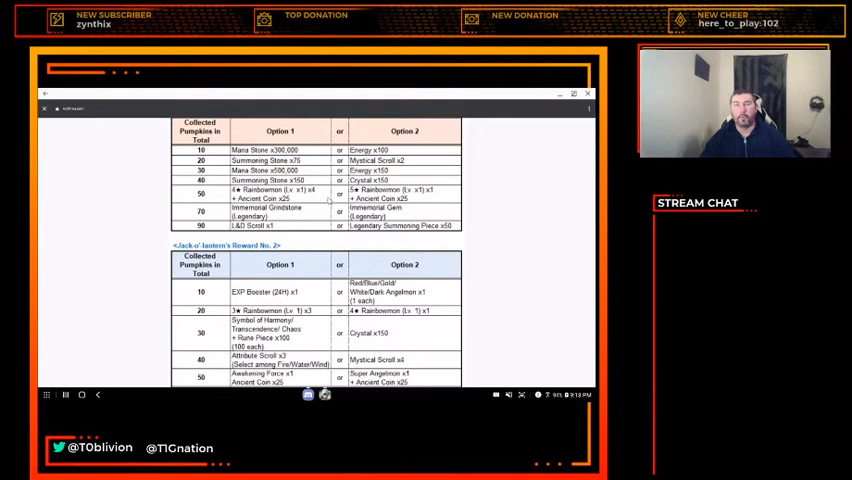 NEW SUBSCRIBER
zynthix
TOP DONATION
NEW DONATION
NEW CHEER
here_to_play:102
Collected Pumpkins in Total Option 1 or Option 2
10 Mana Stone x300,000 or Energy x100
20 Summoning Stone x75 or Mystical Scroll x2
30 Mana Stone x500,000 or Energy x150
40 Summoning Stone x150 or Crystal x150
50 4★ Rainbowmon (Lv. x1) x4 + Ancient Coin x25 or 5★ Rainbowmon (Lv. x1) x1 + Ancient Coin x25
70 Immemorial Grindstone (Legendary) or Immemorial Gem (Legendary)
90 L&D Scroll x1 or Legendary Summoning Piece x50
<Jack-o'-lantern's Reward No. 2>
Collected Pumpkins in Total Option 1 or Option 2
10 EXP Booster (24H) x1 or Red/Blue/Gold/ White/Dark Angelmon x1 (1 each)
20 3★ Rainbowmon (Lv. 1) x3 or 4★ Rainbowmon (Lv. 1) x1
30 Symbol of Harmony/ Transcendence/ Chaos + Rune Piece x100 (100 each) or Crystal x150
40 Attribute Scroll x3 (Select among Fire/Water/Wind) or Mystical Scroll x4
50 Awakening Force x1 Ancient Coin x25 or Super Angelmon x1 + Ancient Coin x25
94% 9:18 PM
STREAM CHAT
@T0blivion @T1Gnation